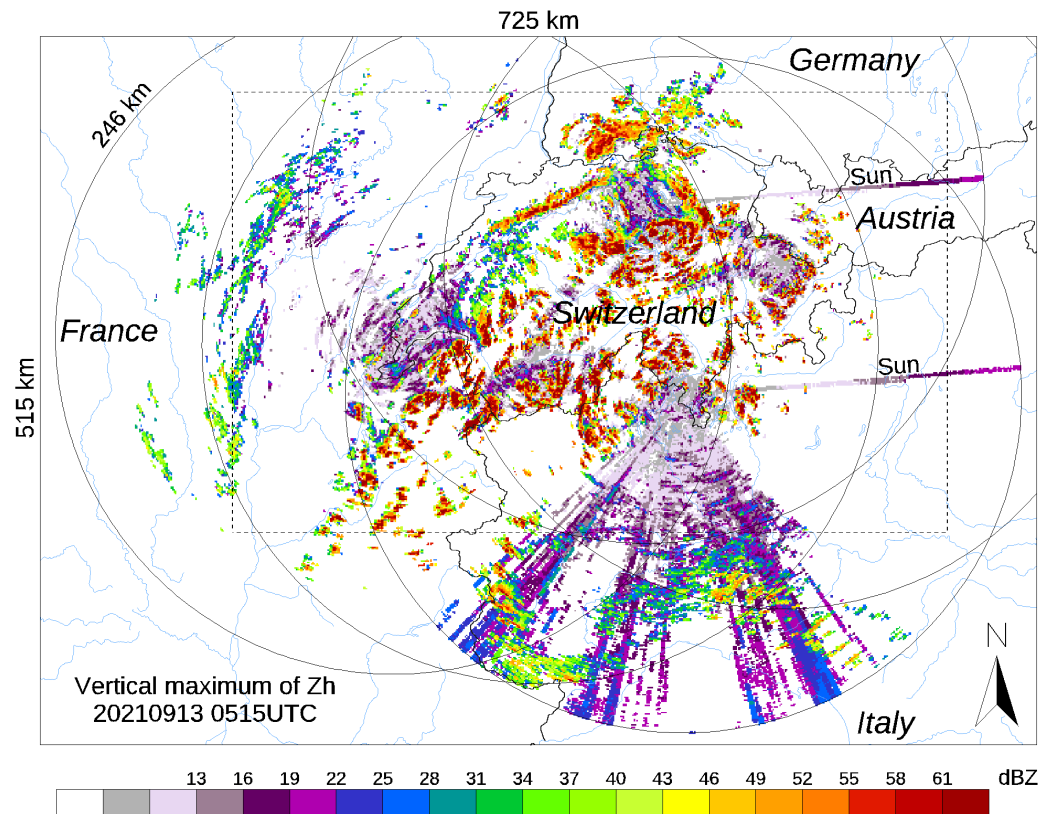 725 km
Germany
246 km
Sun
Austria
Switzerland
France
Sun
515 km
N
Vertical maximum of Zh
20210913 0515UTC
Italy
13 16 19 22 25 28 31 34 37 40 43 46 49 52 55 58 61 dBZ